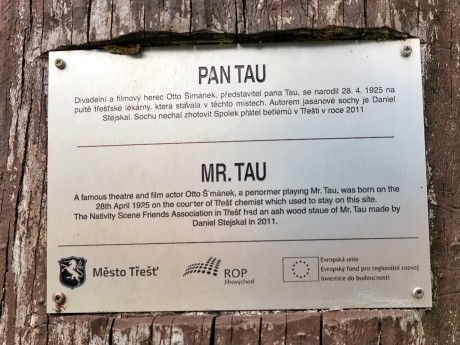 PAN TAU
Divadelní a filmový herec Otto Šimánek, představitel pana Tau, se narodil 28. 4. 1925 na
pultě třešťské lékárny, která stávala v těchto místech. Autorem jasanové sochy je Daniel
Stejskal. Sochu nechal zhotovit Spolek přátel betlémů v Třešti v roce 2011
MR. TAU
A famous theatre and film actor Otto Š'mánek, a penormer playing Mr. Tau, was born on the
28th April 1925 on the courter of Třešť chemist which used to stay on this site.
The Nativity Scene Friends Association in Třešť had an ash wood staue of Mr. Tau made by
Daniel Stejskal in 2011.
Město Třešť
ROP
Jihovýchod
Evropská unie
Evropský fond pro regionální rozvoj
Investice do budoucnosti